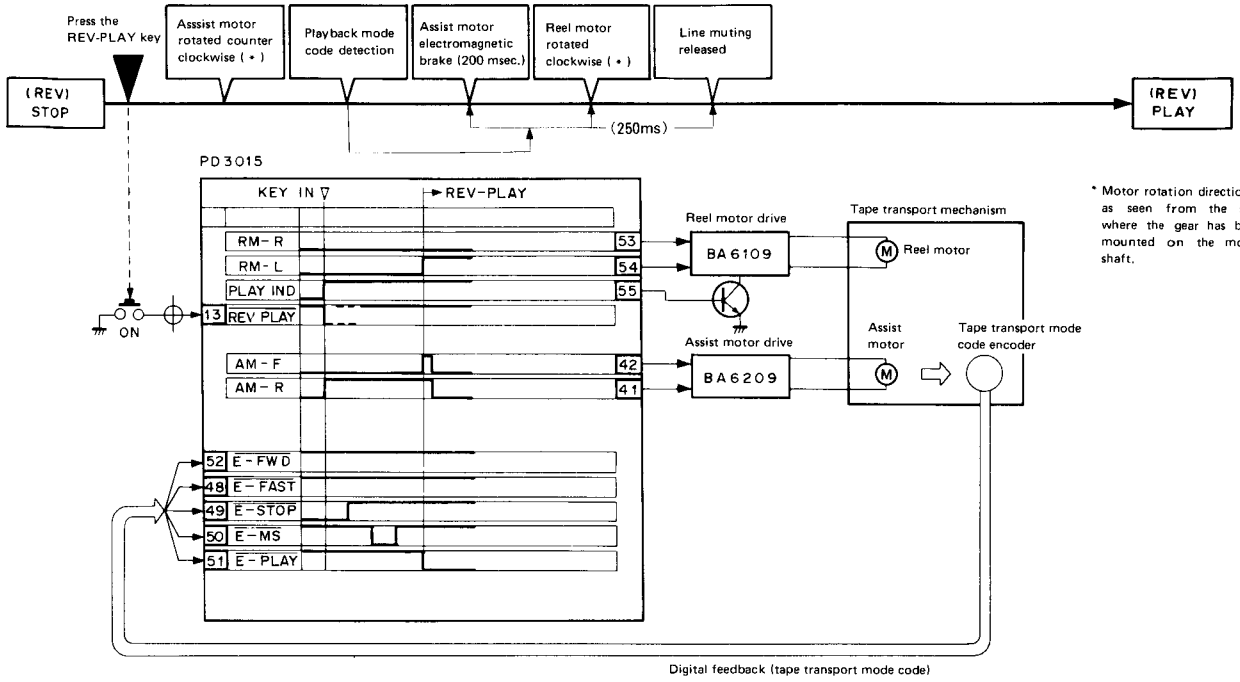 Press the
REV-PLAY key
Asssist motor
rotated counter
clockwise ( * )
Playback mode
code detection
Assist motor
electromagnetic
brake (200 msec.)
Reel motor
rotated
clockwise ( * )
Line muting
released
(REV)
STOP
(REV)
PLAY
(250ms)
PD3015
KEY IN
REV-PLAY
RM-R
53
RM-L
54
PLAY IND
55
13 REV PLAY
ON
AM-F
42
AM-R
41
52 E-FWD
48 E-FAST
49 E-STOP
50 E-MS
51 E-PLAY
Reel motor drive
BA6109
Assist motor drive
BA6209
Tape transport mechanism
M Reel motor
Assist
motor
M
Tape transport mode
code encoder
* Motor rotation directio
as seen from the
where the gear has b
mounted on the mo
shaft.
Digital feedback (tape transport mode code)